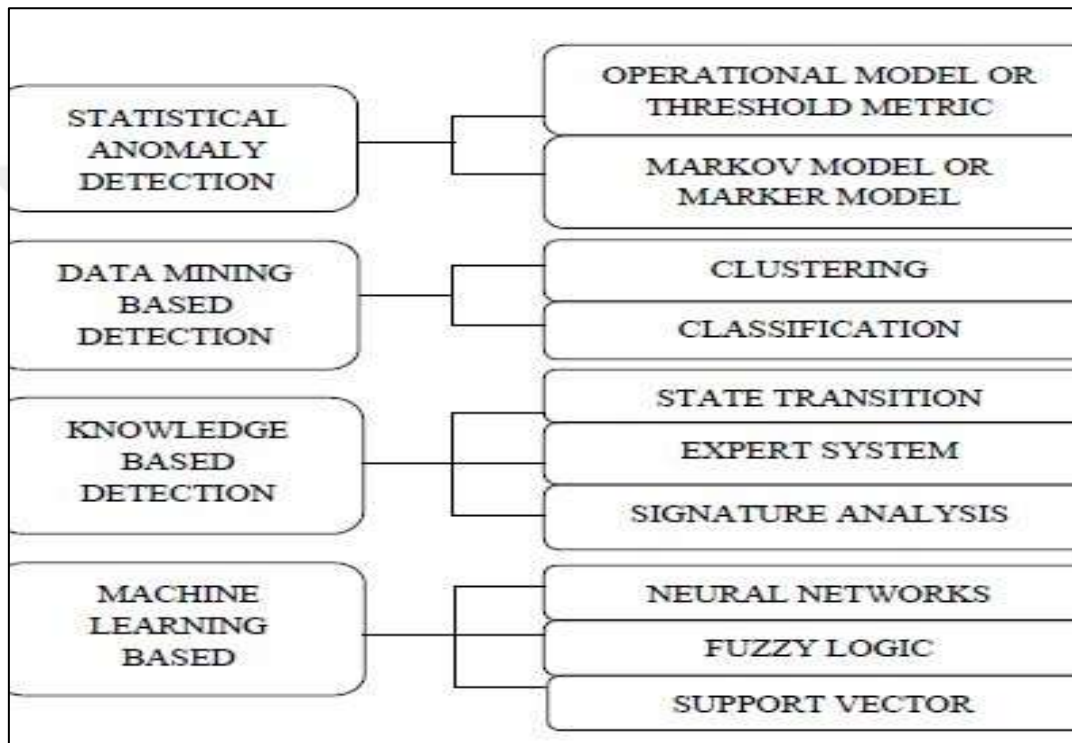 STATISTICAL
ANOMALY
DETECTION
OPERATIONAL MODEL OR
THRESHOLD METRIC
MARKOV MODEL OR
MARKER MODEL
DATA MINING
BASED
DETECTION
CLUSTERING
CLASSIFICATION
KNOWLEDGE
BASED
DETECTION
STATE TRANSITION
EXPERT SYSTEM
SIGNATURE ANALYSIS
MACHINE
LEARNING
BASED
NEURAL NETWORKS
FUZZY LOGIC
SUPPORT VECTOR